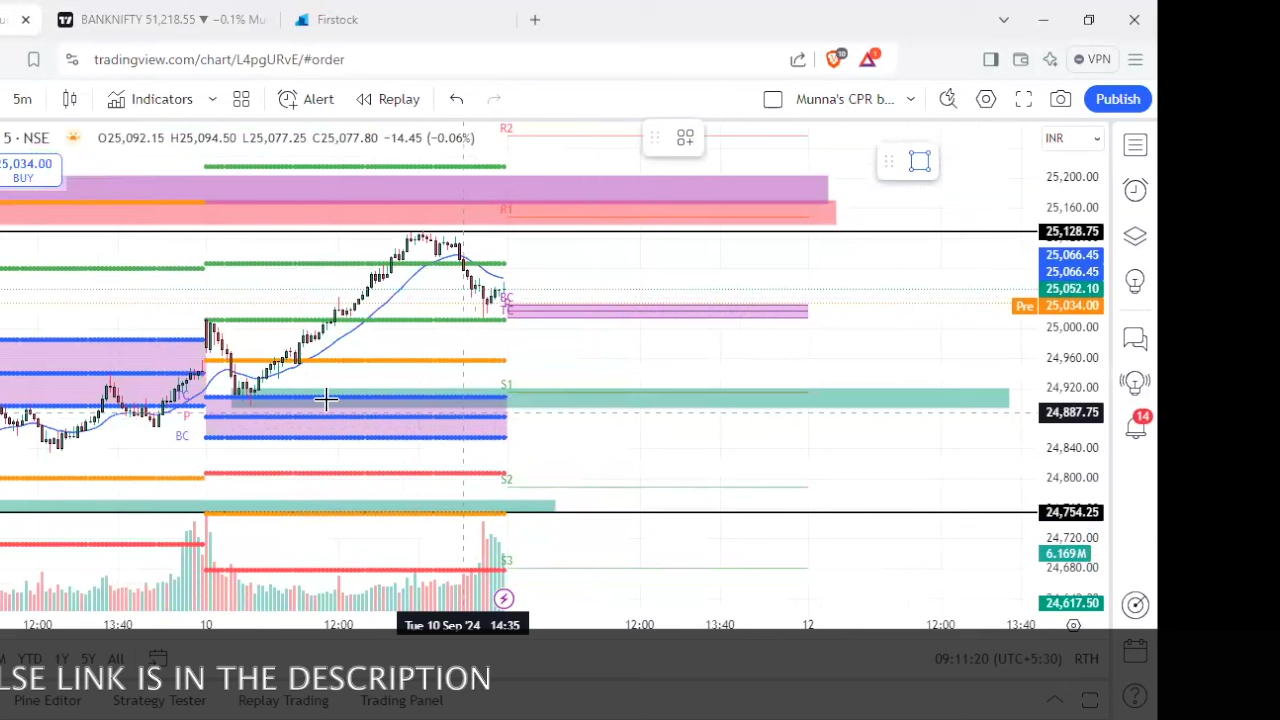 BANKNIFTY 51,218.55 ▼ −0.1% Mu
Firstock
tradingview.com/chart/L4pgURvE/#order
10
1
VPN
5m
Indicators
Alert
Replay
Munna's CPR b...
Publish
5 · NSE
O25,092.15 H25,094.50 L25,077.25 C25,077.80 −14.45 (−0.06%)
INR
25,034.00
BUY
R2
25,200.00
R1
25,160.00
25,128.75
25,066.45
25,066.45
25,052.10
BC
Pre 25,034.00
TC
25,000.00
24,960.00
S1
24,920.00
P
24,887.75
BC
24,840.00
S2
24,800.00
24,754.25
24,720.00
6.169M
S3
24,680.00
24,617.50
14
12:00 13:40 10 12:00 Tue 10 Sep '24 14:35 12:00 13:40 12 12:00 13:40
YTD 1Y 5Y All
09:11:20 (UTC+5:30) RTH
LSE LINK IS IN THE DESCRIPTION
Pine Editor Strategy Tester Replay Trading Trading Panel